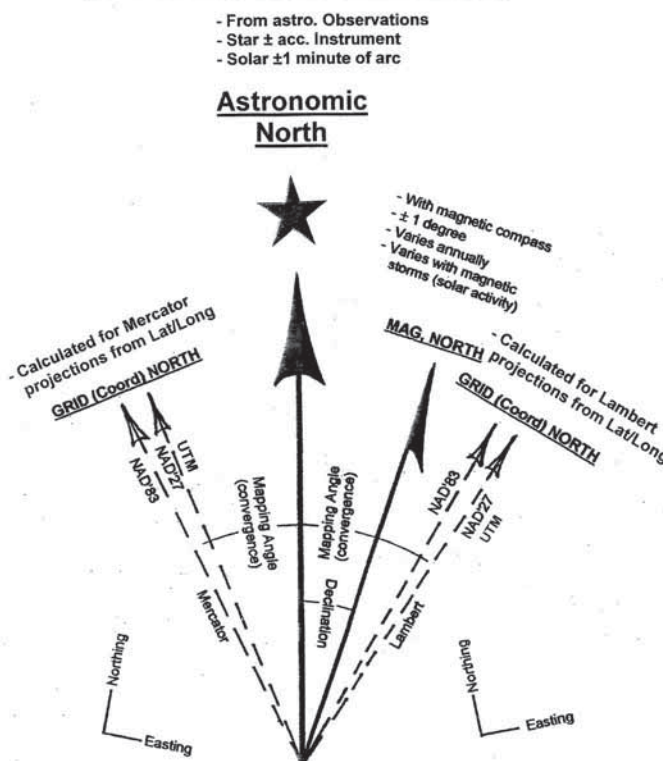 - From astro. Observations
- Star ± acc. Instrument
- Solar ±1 minute of arc
Astronomic
North
- With magnetic compass
- ± 1 degree
- Varies annually
- Varies with magnetic
storms (solar activity)
- Calculated for Mercator
projections from Lat/Long
GRID (Coord) NORTH
MAG, NORTH
- Calculated for Lambert
projections from Lat/Long
GRID (Coord) NORTH
UTM
NAD'27
NAD'83
Mapping Angle
(convergence)
Mapping Angle
(convergence)
NAD'83
NAD'27
UTM
Declination
Mercator
Lambert
Northing
Easting
Northing
Easting